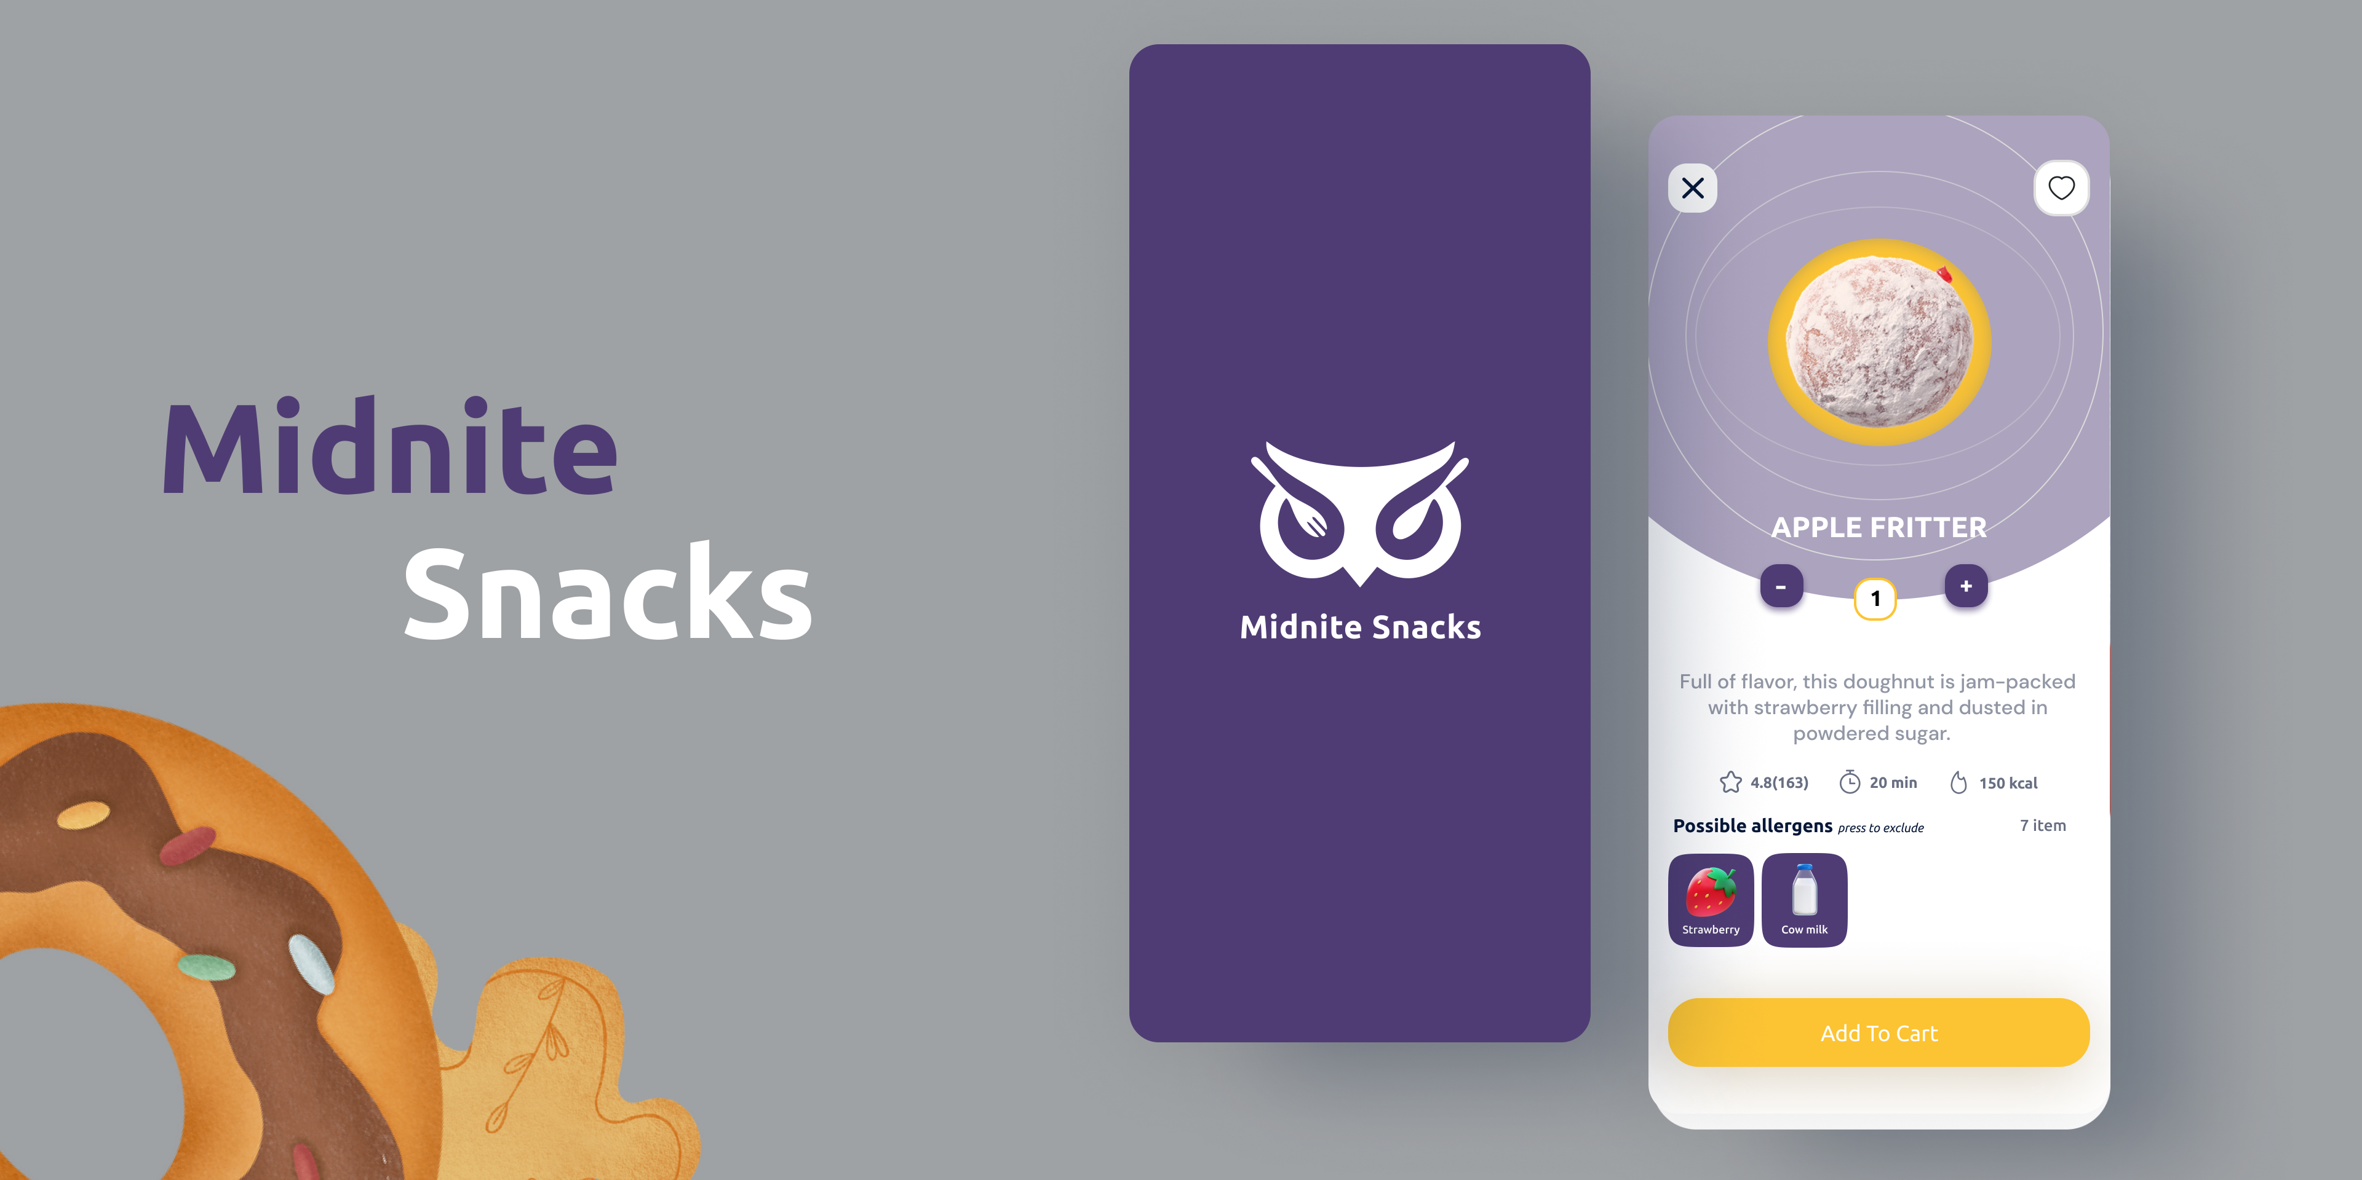 Midnite
Snacks
Midnite Snacks
APPLE FRITTER
-
1
+
Full of flavor, this doughnut is jam-packed
with strawberry filling and dusted in
powdered sugar.
4.8(163) 20 min 150 kcal
Possible allergens press to exclude 7 item
Strawberry Cow milk
Add To Cart